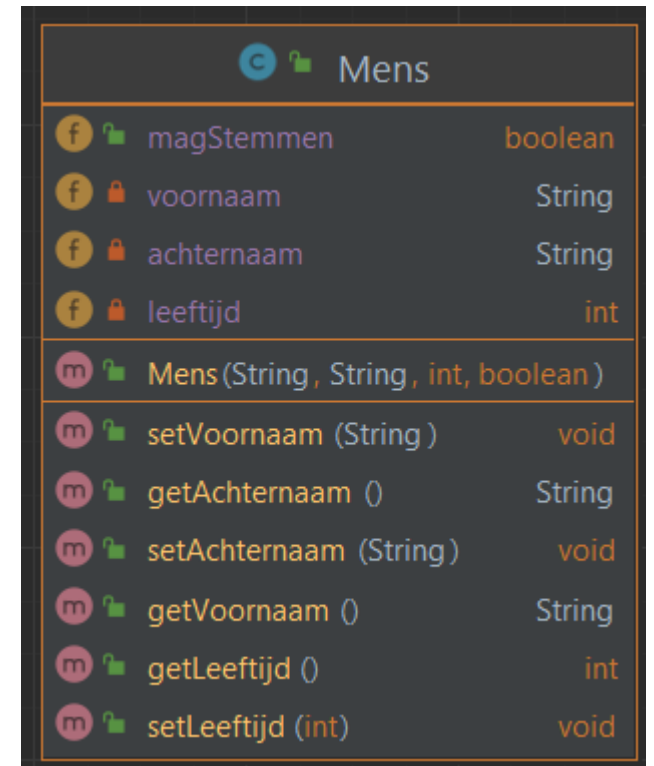 Mens
magStemmen boolean
voornaam String
achternaam String
leeftijd int
Mens(String, String, int, boolean)
setVoornaam (String) void
getAchternaam () String
setAchternaam (String) void
getVoornaam () String
getLeeftijd () int
setLeeftijd (int) void